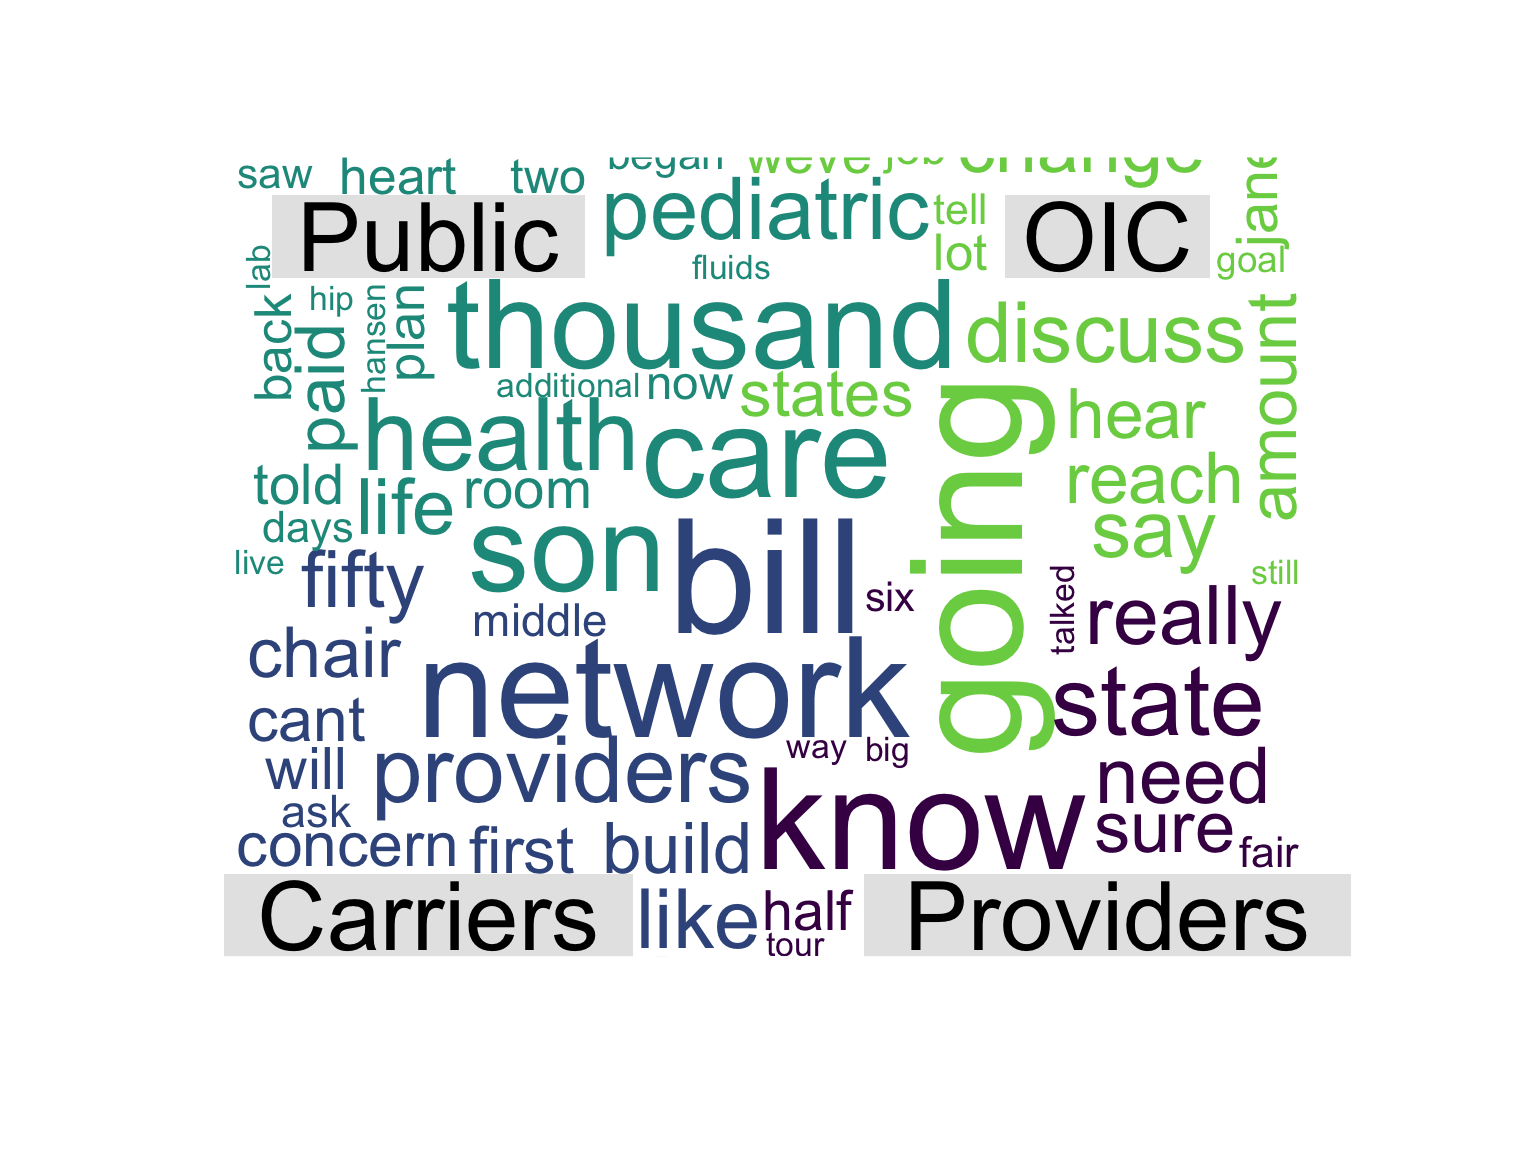 began weve job change
saw heart two pediatric tell jane
Public OIC
lab fluids lot goal
back hip hansen plan thousand discuss amount
paid additional now states going hear
health care reach
told life room say
days son bill
live fifty six talked still
middle really
chair network state
cant way big
will providers know need
ask sure
concern first build fair
Carriers like half Providers
tour